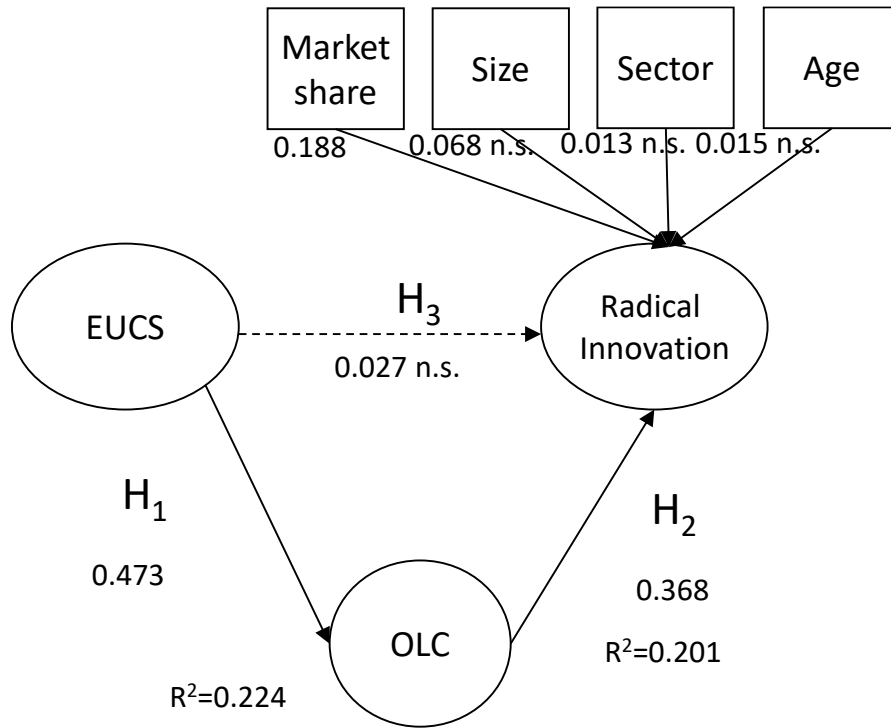 Market
share
Size
Sector
Age
0.188
0.068 n.s.
0.013 n.s.
0.015 n.s.
EUCS
H₃
0.027 n.s.
Radical
Innovation
H₁
0.473
H₂
0.368
OLC
R²=0.201
R²=0.224